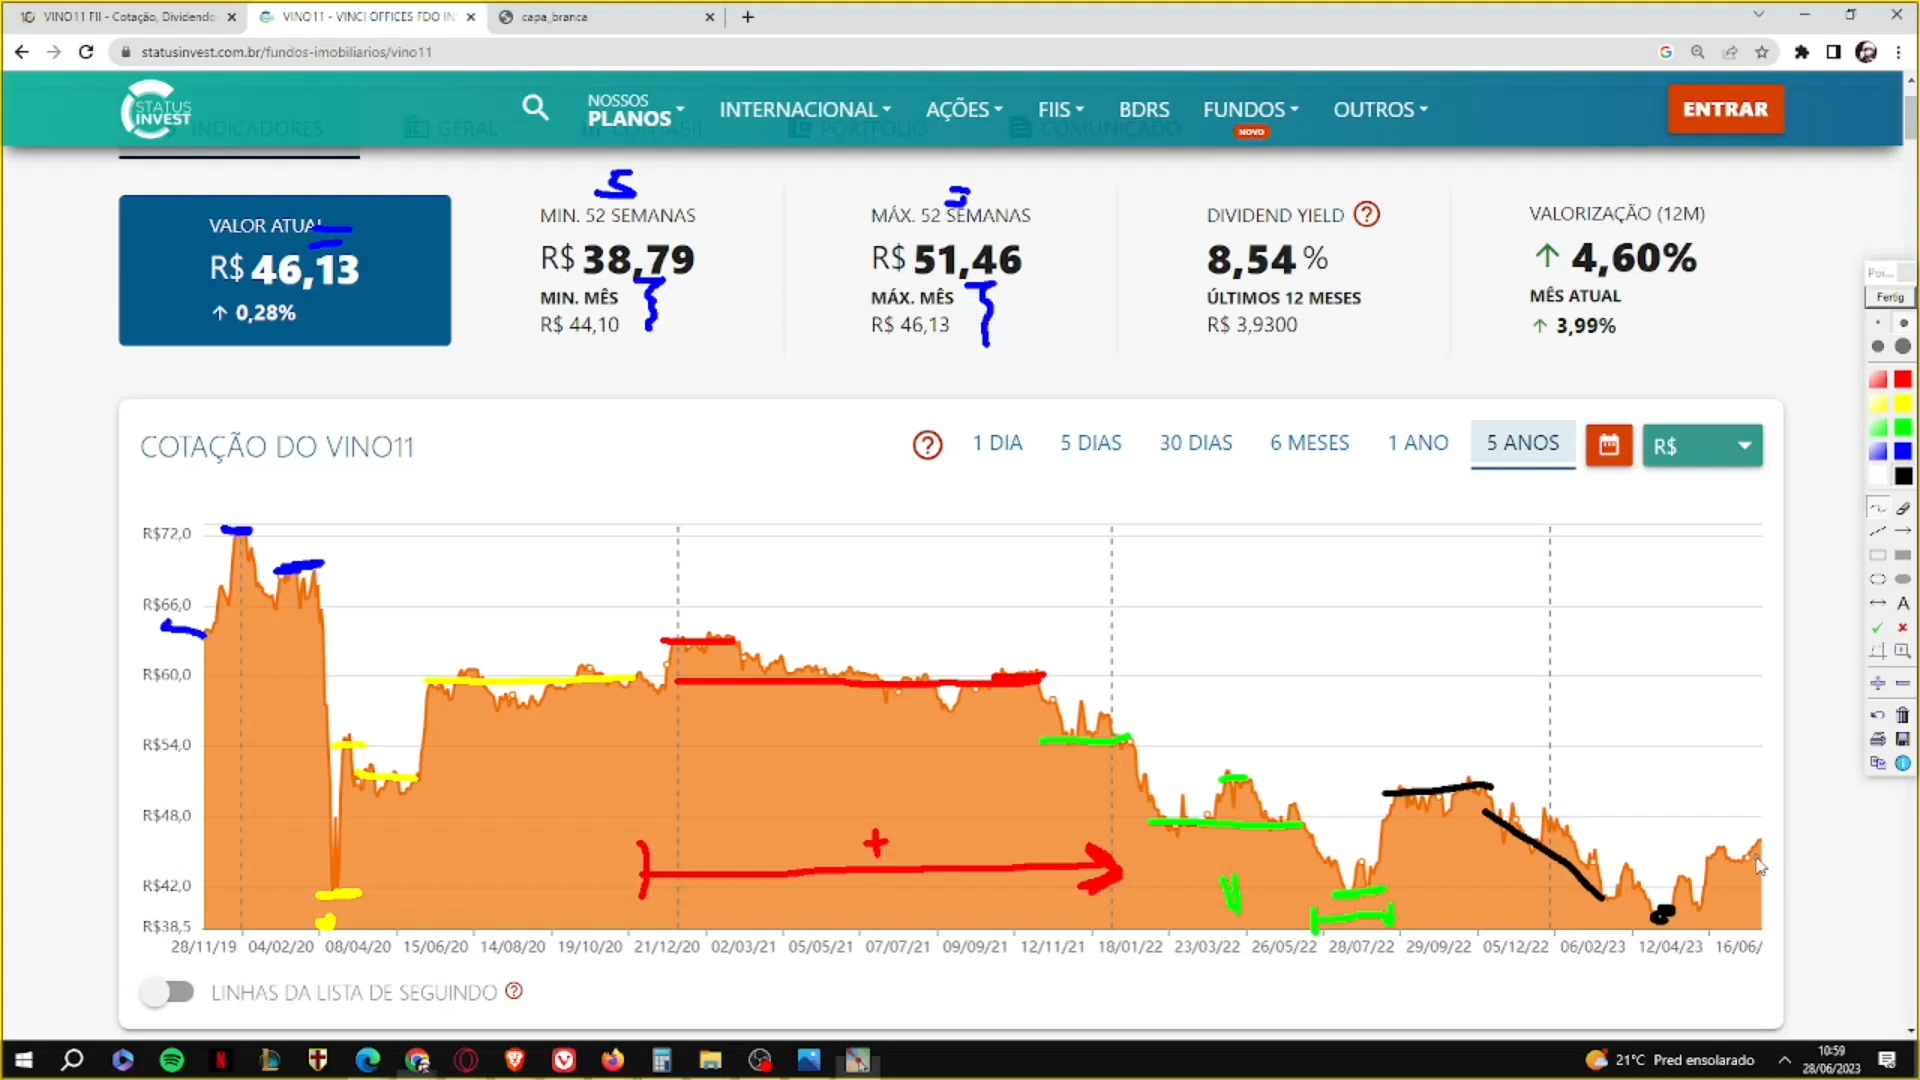 VINO11 FII - Cotação, Dividendo
VINO11 - VINCI OFFICES FDO IN
capa_branca
statusinvest.com.br/fundos-imobiliarios/vino11
STATUS
INVEST
NOSSOS
PLANOS
INTERNACIONAL
AÇÕES
FIIS
BDRS
FUNDOS
NOVO
OUTROS
ENTRAR
INDICADORES
GERAL
CONTÁBIL
PORTFÓLIO
COMUNICADO
VALOR ATUAL
R$ 46,13
0,28%
MIN. 52 SEMANAS
R$ 38,79
MIN. MÊS
R$ 44,10
MÁX. 52 SEMANAS
R$ 51,46
MÁX. MÊS
R$ 46,13
DIVIDEND YIELD ?
8,54 %
ÚLTIMOS 12 MESES
R$ 3,9300
VALORIZAÇÃO (12M)
4,60%
MÊS ATUAL
3,99%
Poi...
Fertig
A
COTAÇÃO DO VINO11
? 1 DIA 5 DIAS 30 DIAS 6 MESES 1 ANO 5 ANOS R$
R$72,0
R$66,0
R$60,0
R$54,0
R$48,0
R$42,0
R$38,5
+
28/11/19 04/02/20 08/04/20 15/06/20 14/08/20 19/10/20 21/12/20 02/03/21 05/05/21 07/07/21 09/09/21 12/11/21 18/01/22 23/03/22 26/05/22 28/07/22 29/09/22 05/12/22 06/02/23 12/04/23 16/06/
LINHAS DA LISTA DE SEGUINDO ?
21°C Pred ensolarado
10:59
28/06/2023